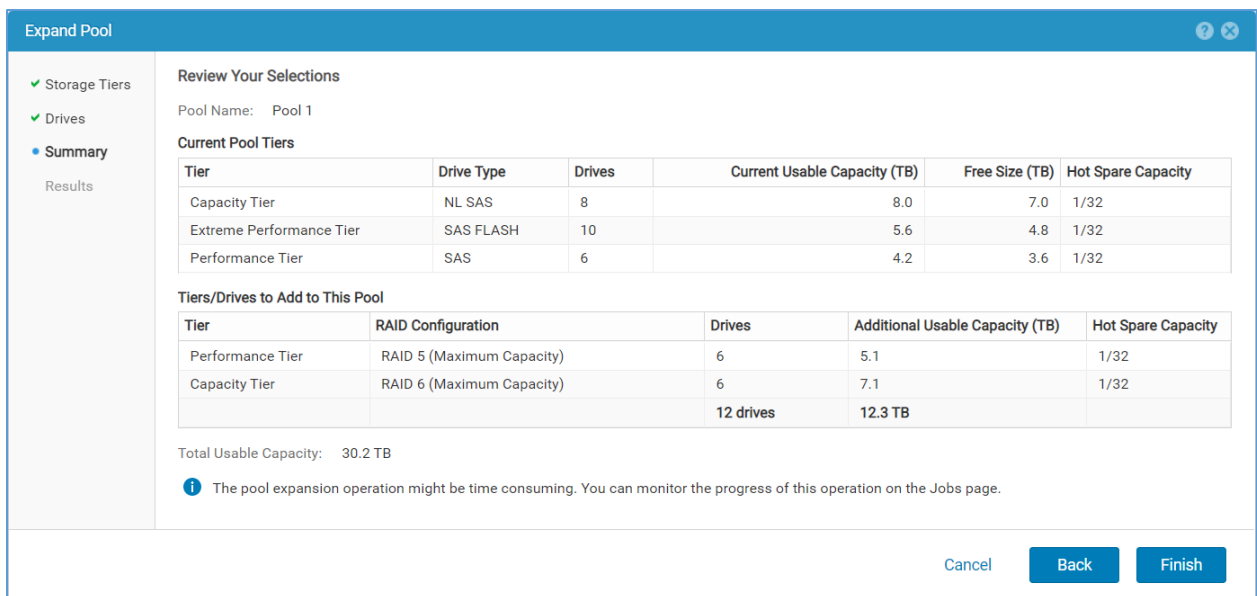 Expand Pool
Storage Tiers
Drives
Summary
Results
Review Your Selections
Pool Name: Pool 1
Current Pool Tiers
Tier Drive Type Drives Current Usable Capacity (TB) Free Size (TB) Hot Spare Capacity
Capacity Tier NL SAS 8 8.0 7.0 1/32
Extreme Performance Tier SAS FLASH 10 5.6 4.8 1/32
Performance Tier SAS 6 4.2 3.6 1/32
Tiers/Drives to Add to This Pool
Tier RAID Configuration Drives Additional Usable Capacity (TB) Hot Spare Capacity
Performance Tier RAID 5 (Maximum Capacity) 6 5.1 1/32
Capacity Tier RAID 6 (Maximum Capacity) 6 7.1 1/32
12 drives 12.3 TB
Total Usable Capacity: 30.2 TB
The pool expansion operation might be time consuming. You can monitor the progress of this operation on the Jobs page.
Cancel Back Finish